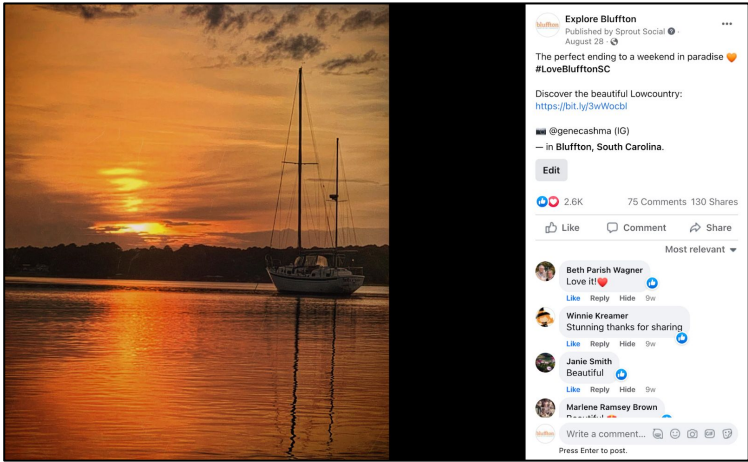 bluffton
Explore Bluffton
Published by Sprout Social
August 28 ·
The perfect ending to a weekend in paradise 🧡
#LoveBlufftonSC
Discover the beautiful Lowcountry:
https://bit.ly/3wWocbl
📷 @genecashma (IG)
— in Bluffton, South Carolina.
Edit
2.6K 75 Comments 130 Shares
Like Comment Share
Most relevant
Beth Parish Wagner
Love it!❤️
Like Reply Hide 9w
Winnie Kreamer
Stunning thanks for sharing
Like Reply Hide 9w
Janie Smith
Beautiful
Like Reply Hide 9w
Marlene Ramsey Brown
Beautiful
bluffton Write a comment... GIF
Press Enter to post.